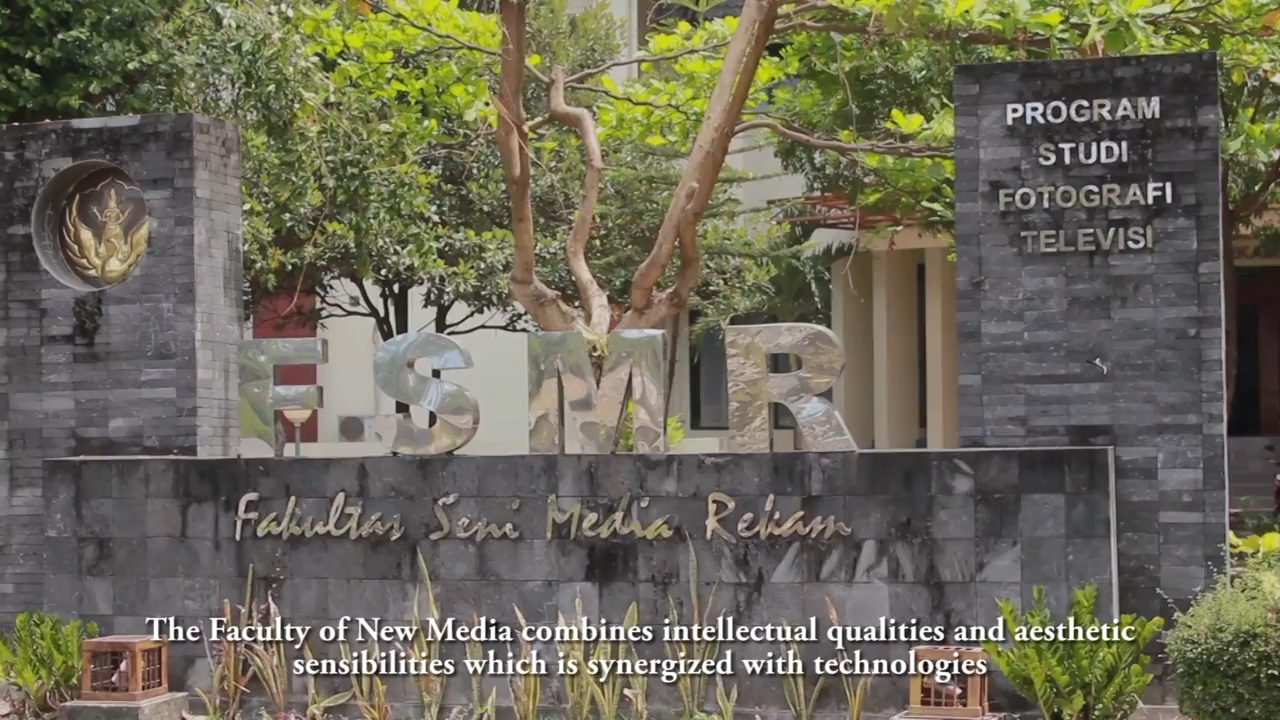 PROGRAM
STUDI
FOTOGRAFI
TELEVISI
FSMR
Fakultas Seni Media Rekam
The Faculty of New Media combines intellectual qualities and aesthetic
sensibilities which is synergized with technologies